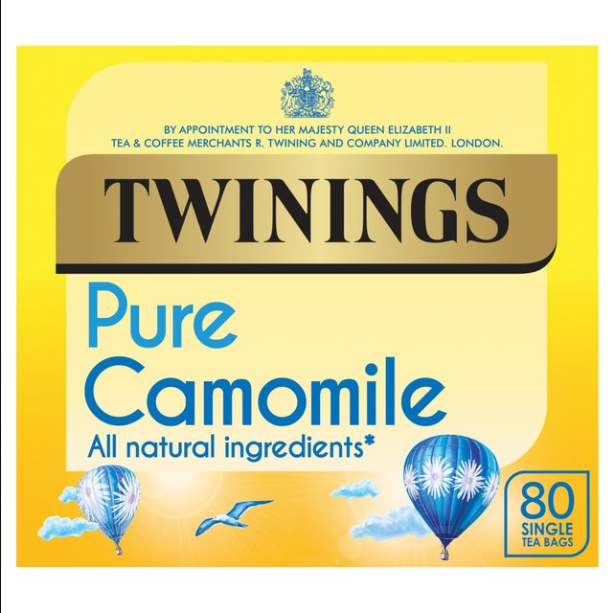 BY APPOINTMENT TO HER MAJESTY QUEEN ELIZABETH II
TEA & COFFEE MERCHANTS R. TWINING AND COMPANY LIMITED. LONDON.
TWININGS
Pure
Camomile
All natural ingredients*
80
SINGLE
TEA BAGS